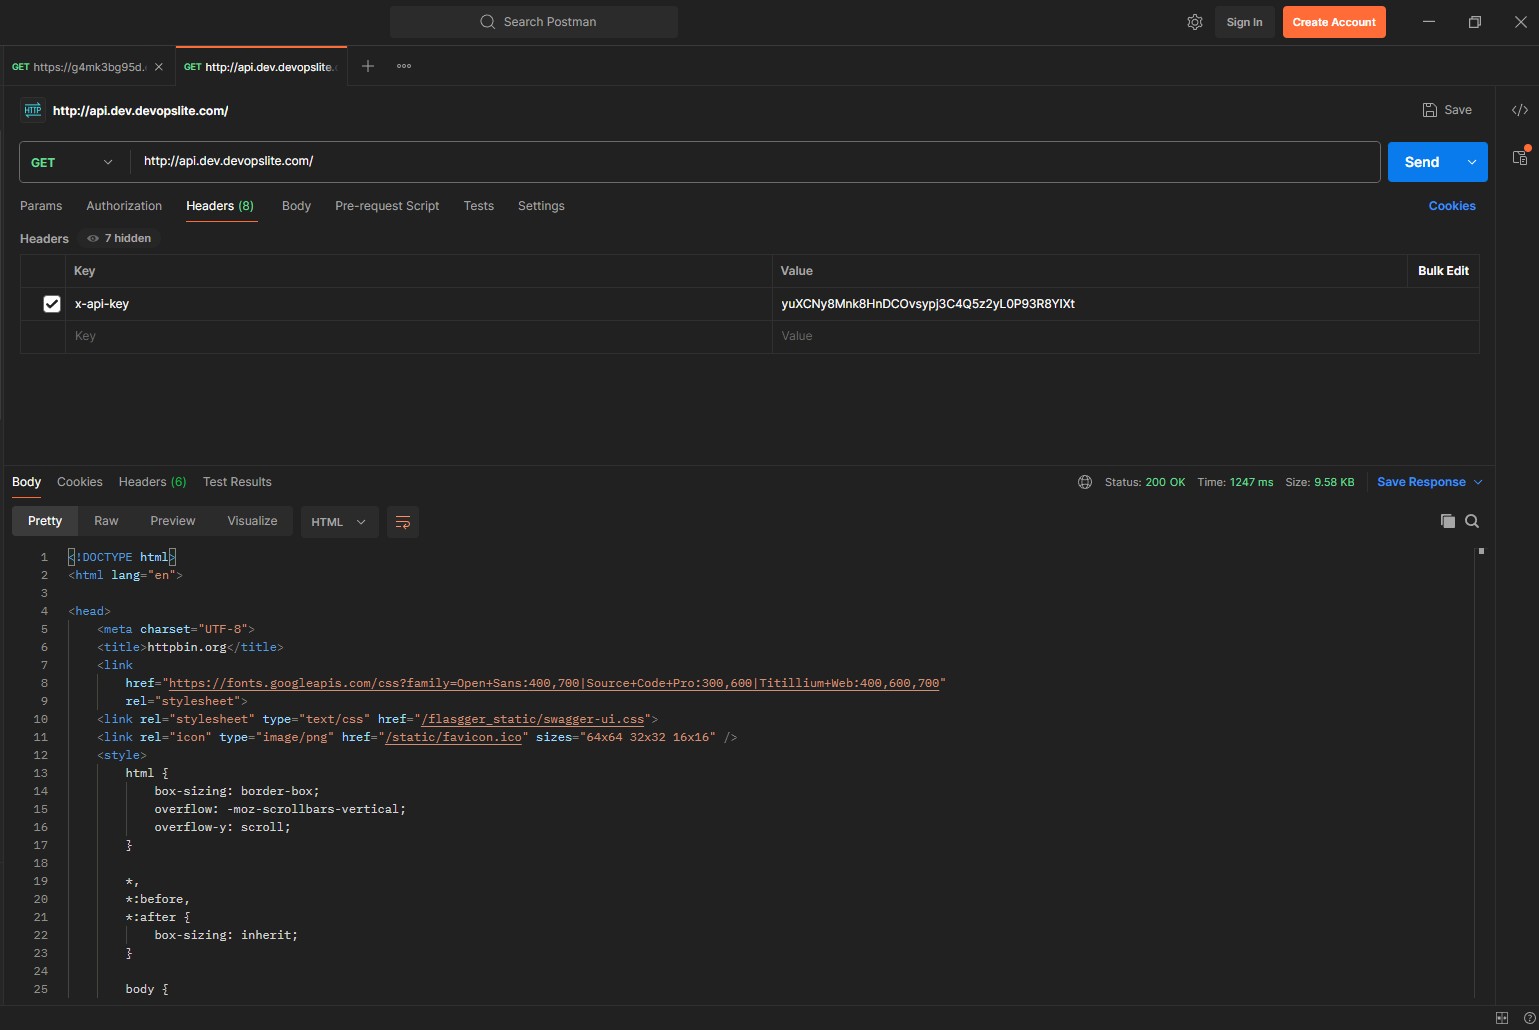 Search Postman
Sign In
Create Account
GET https://g4mk3bg95d.
GET http://api.dev.devopslite.
HTTP http://api.dev.devopslite.com/
Save
GET
http://api.dev.devopslite.com/
Send
Params Authorization Headers (8) Body Pre-request Script Tests Settings
Cookies
Headers 7 hidden
Key Value Bulk Edit
x-api-key yuXCNy8Mnk8HnDCOvsypj3C4Q5z2yL0P93R8YIXt
Key Value
Body Cookies Headers (6) Test Results
Status: 200 OK Time: 1247 ms Size: 9.58 KB Save Response
Pretty Raw Preview Visualize HTML
1 <!DOCTYPE html>
2 <html lang="en">
3
4 <head>
5 <meta charset="UTF-8">
6 <title>httpbin.org</title>
7 <link
8 href="https://fonts.googleapis.com/css?family=Open+Sans:400,700|Source+Code+Pro:300,600|Titillium+Web:400,600,700"
9 rel="stylesheet">
10 <link rel="stylesheet" type="text/css" href="/flasgger_static/swagger-ui.css">
11 <link rel="icon" type="image/png" href="/static/favicon.ico" sizes="64x64 32x32 16x16" />
12 <style>
13 html {
14 box-sizing: border-box;
15 overflow: -moz-scrollbars-vertical;
16 overflow-y: scroll;
17 }
18
19 *,
20 *:before,
21 *:after {
22 box-sizing: inherit;
23 }
24
25 body {